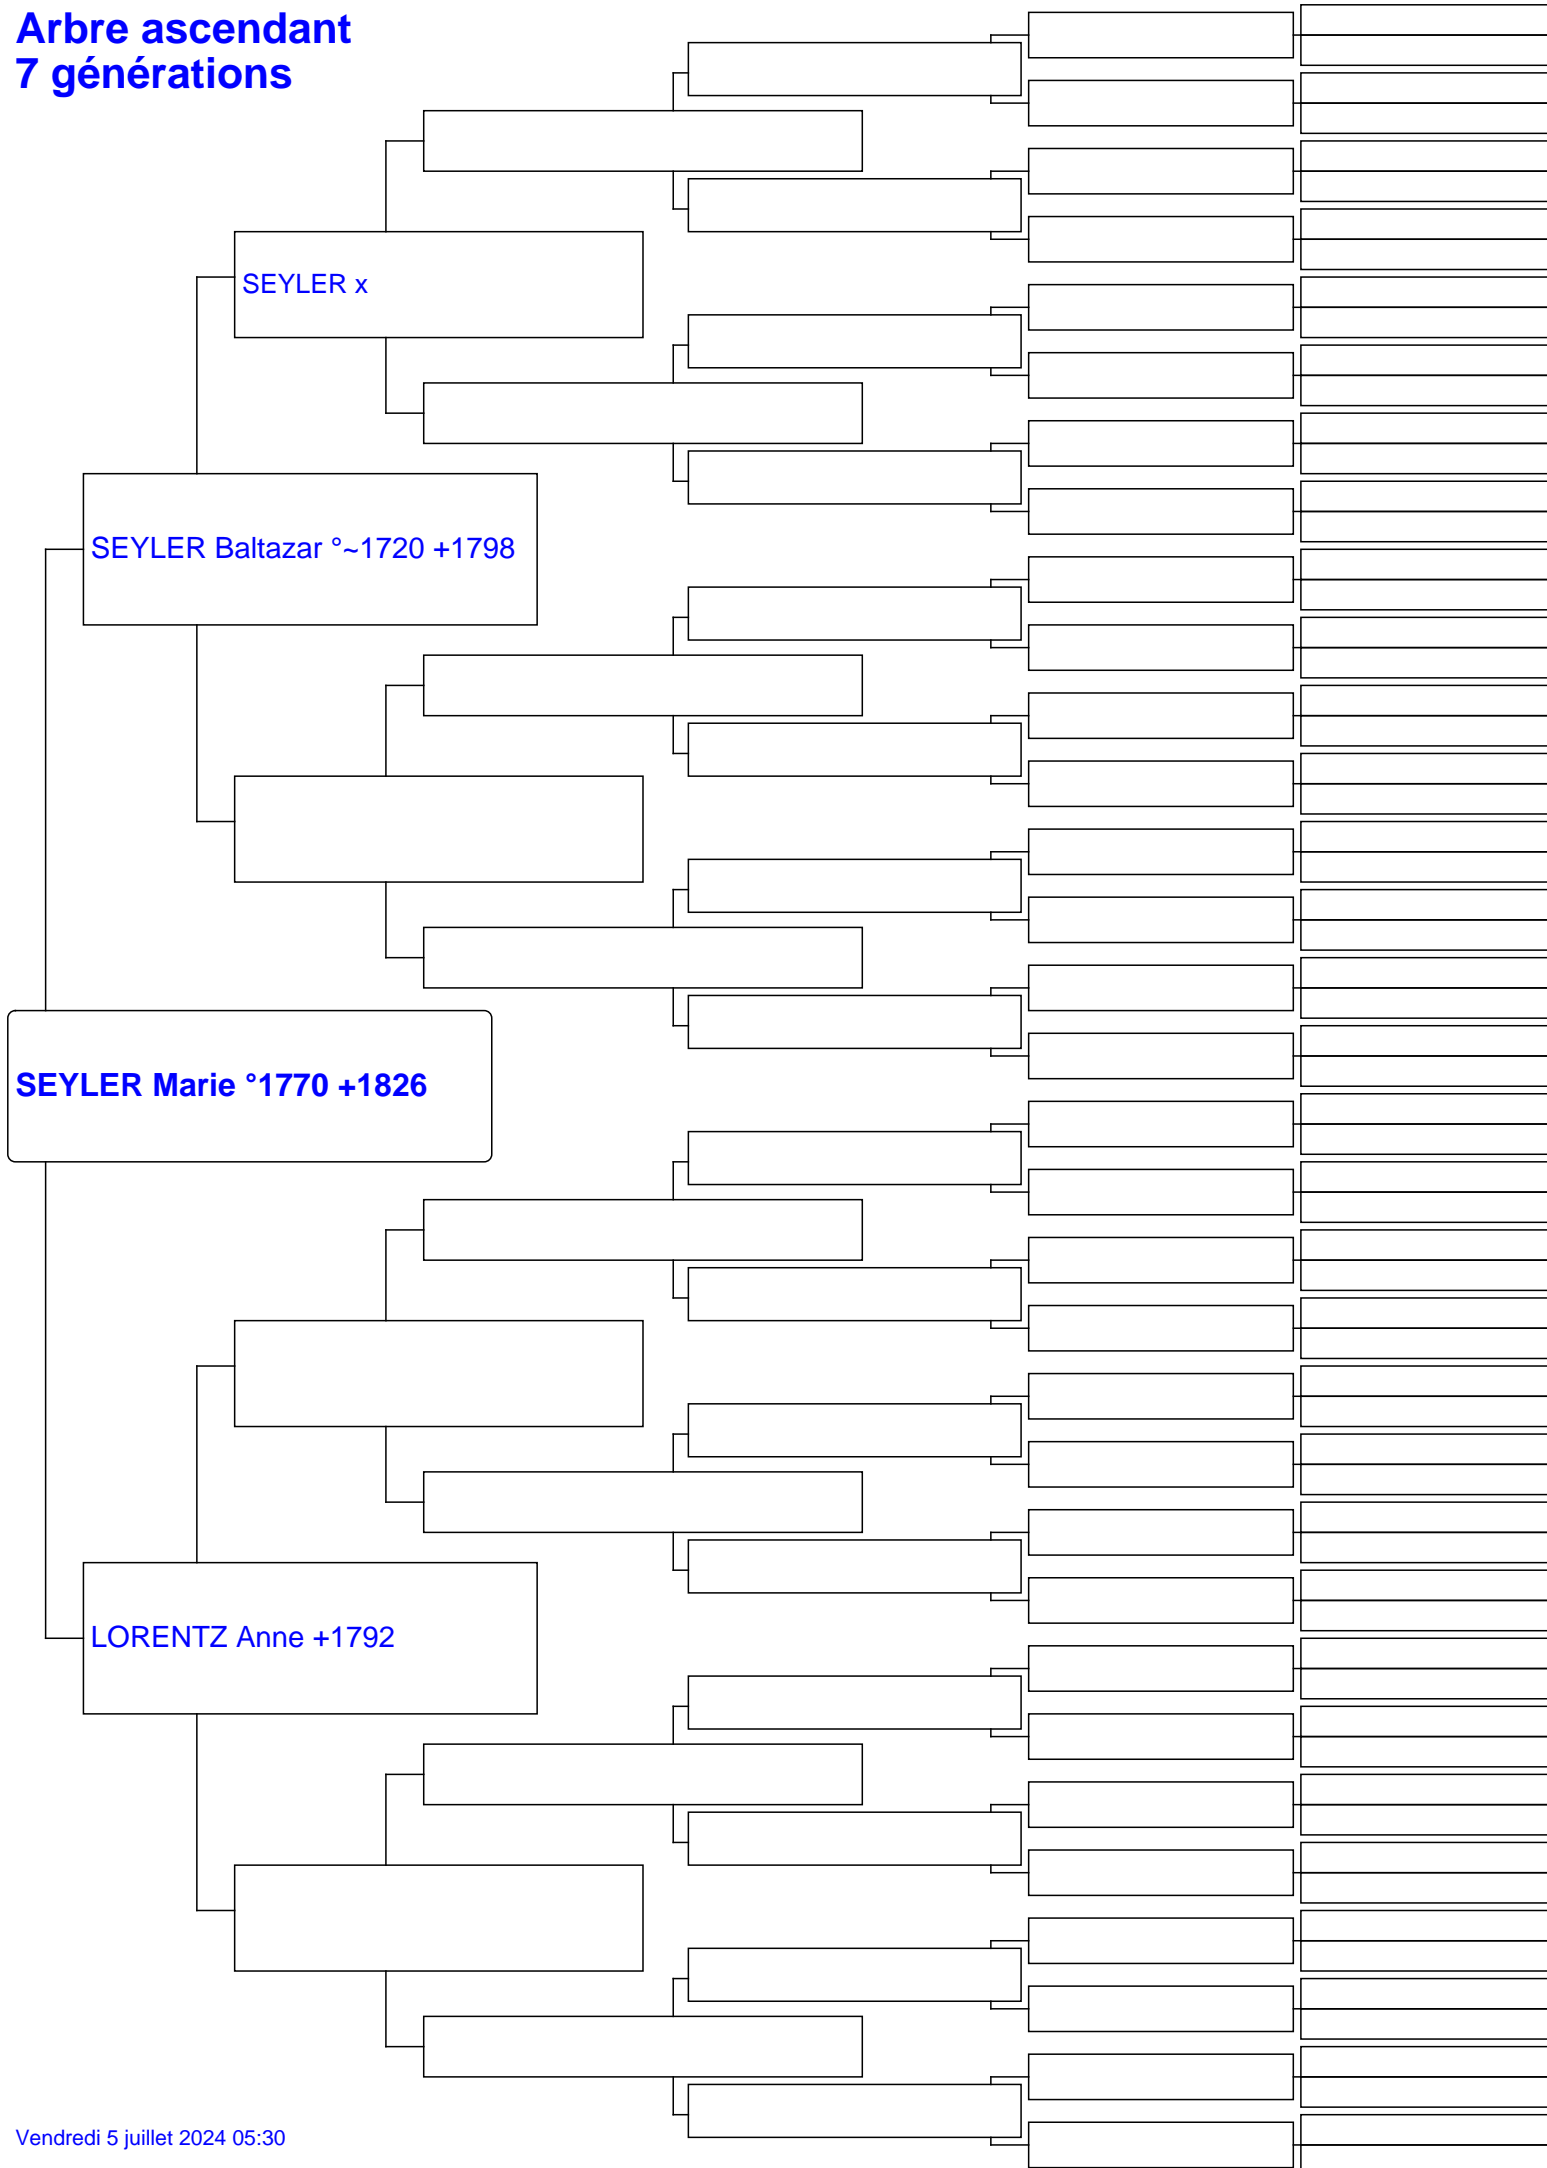 Arbre ascendant
7 générations
SEYLER x
SEYLER Baltazar °~1720 +1798
SEYLER Marie °1770 +1826
LORENTZ Anne +1792
Vendredi 5 juillet 2024 05:30